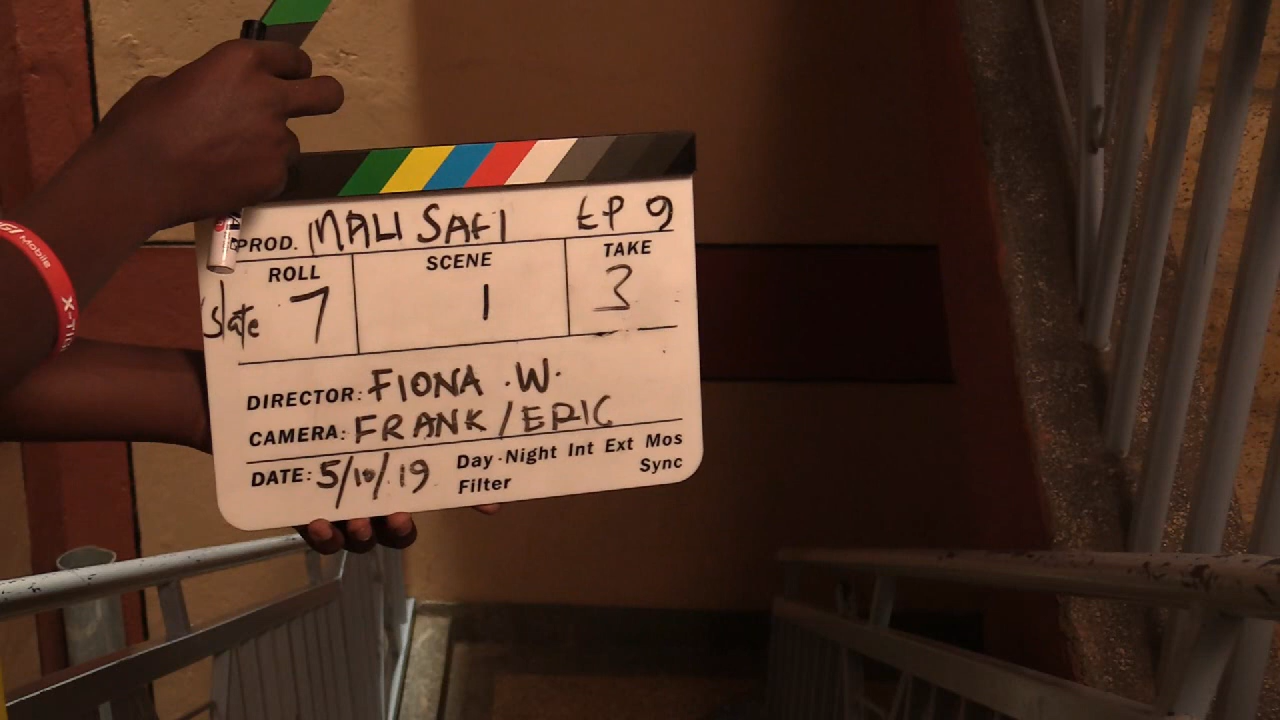 PROD. MALI SAFI EP 9
ROLL SCENE TAKE
Slate 7 1 3
DIRECTOR: FIONA .W.
CAMERA: FRANK / ERIC
DATE: 5/10/19 Day-Night Int Ext Mos
Filter Sync
Mobile